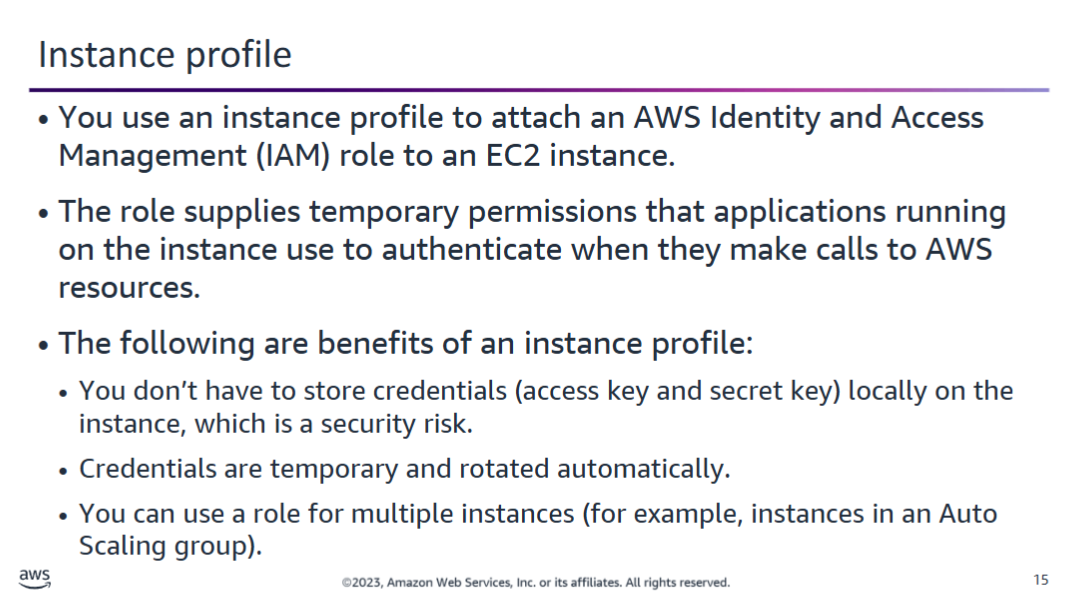 Instance profile
• You use an instance profile to attach an AWS Identity and Access
Management (IAM) role to an EC2 instance.
• The role supplies temporary permissions that applications running
on the instance use to authenticate when they make calls to AWS
resources.
• The following are benefits of an instance profile:
• You don’t have to store credentials (access key and secret key) locally on the
instance, which is a security risk.
• Credentials are temporary and rotated automatically.
• You can use a role for multiple instances (for example, instances in an Auto
Scaling group).
aws
©2023, Amazon Web Services, Inc. or its affiliates. All rights reserved.
15